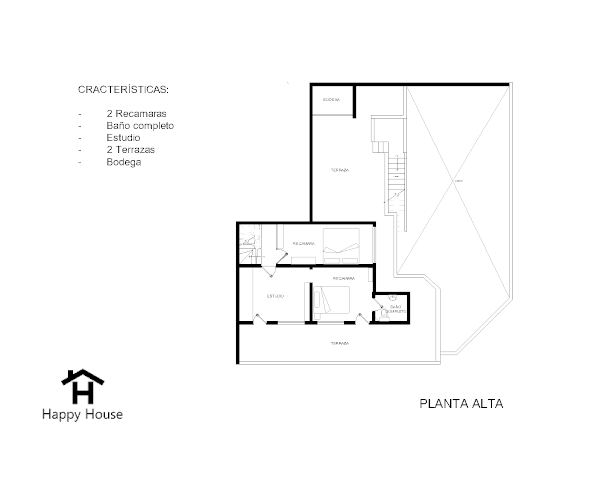 CRACTERÍSTICAS:
- 2 Recamaras
- Baño completo
- Estudio
- 2 Terrazas
- Bodega
BODEGA
TERRAZA
RECAMARA
RECAMARA
ESTUDIO
BAÑO
COMPLETO
TERRAZA
Happy House
PLANTA ALTA